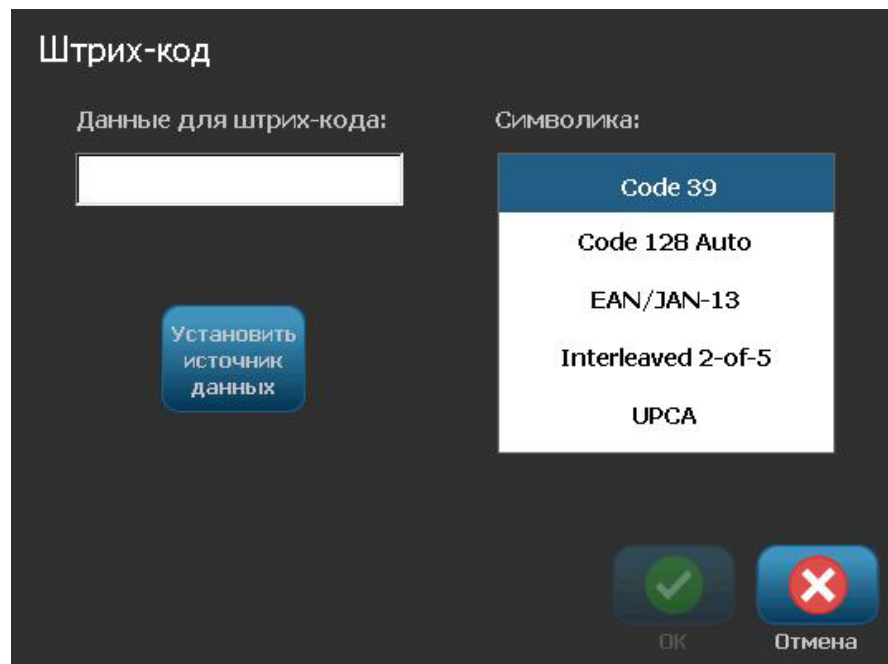 Штрих-код
Данные для штрих-кода:
Символика:
Code 39
Code 128 Auto
EAN/JAN-13
Interleaved 2-of-5
UPCA
Установить
источник
данных
ОК
Отмена